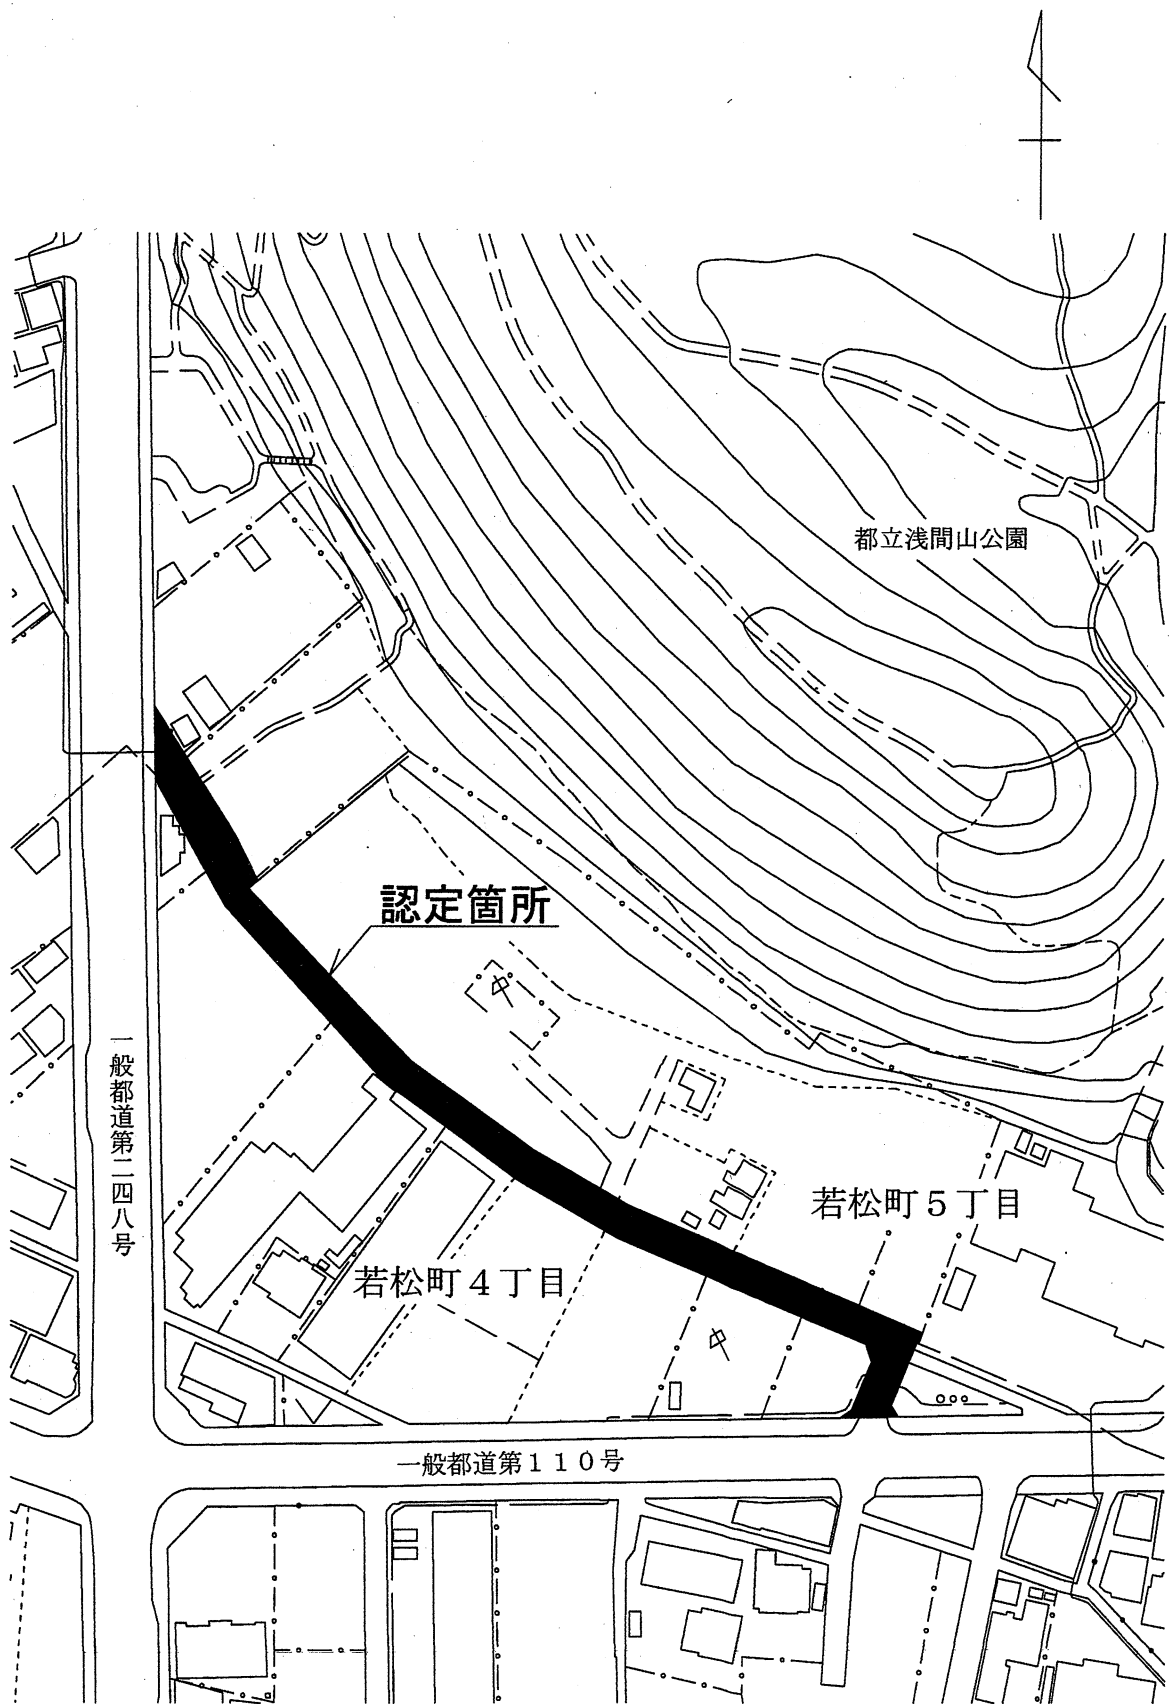 都立浅間山公園
認定箇所
一般都道第二四八号
若松町５丁目
若松町４丁目
一般都道第１１０号